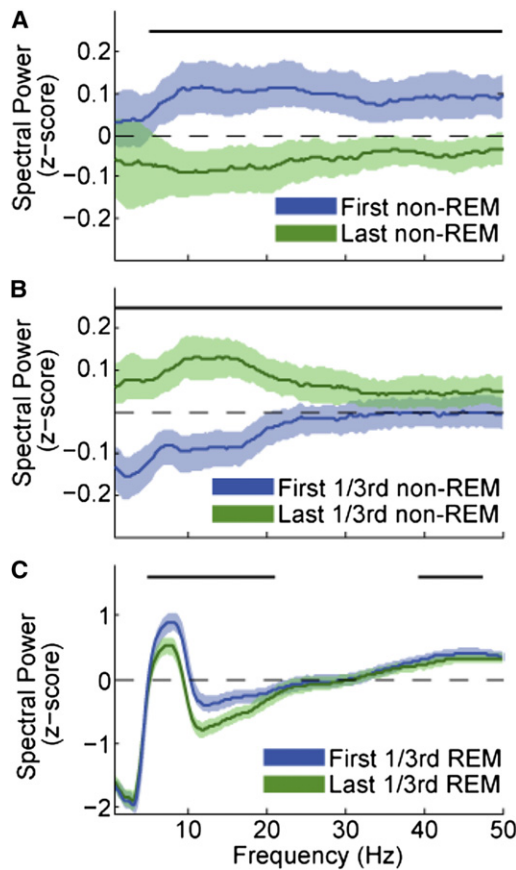 A
Spectral Power
(z-score)
0.2
0.1
0
-0.1
-0.2
First non-REM
Last non-REM
B
Spectral Power
(z-score)
0.2
0.1
-0.1
-0.2
First 1/3rd non-REM
Last 1/3rd non-REM
C
Spectral Power
(z-score)
1
0
-1
-2
First 1/3rd REM
Last 1/3rd REM
10 20 30 40 50
Frequency (Hz)